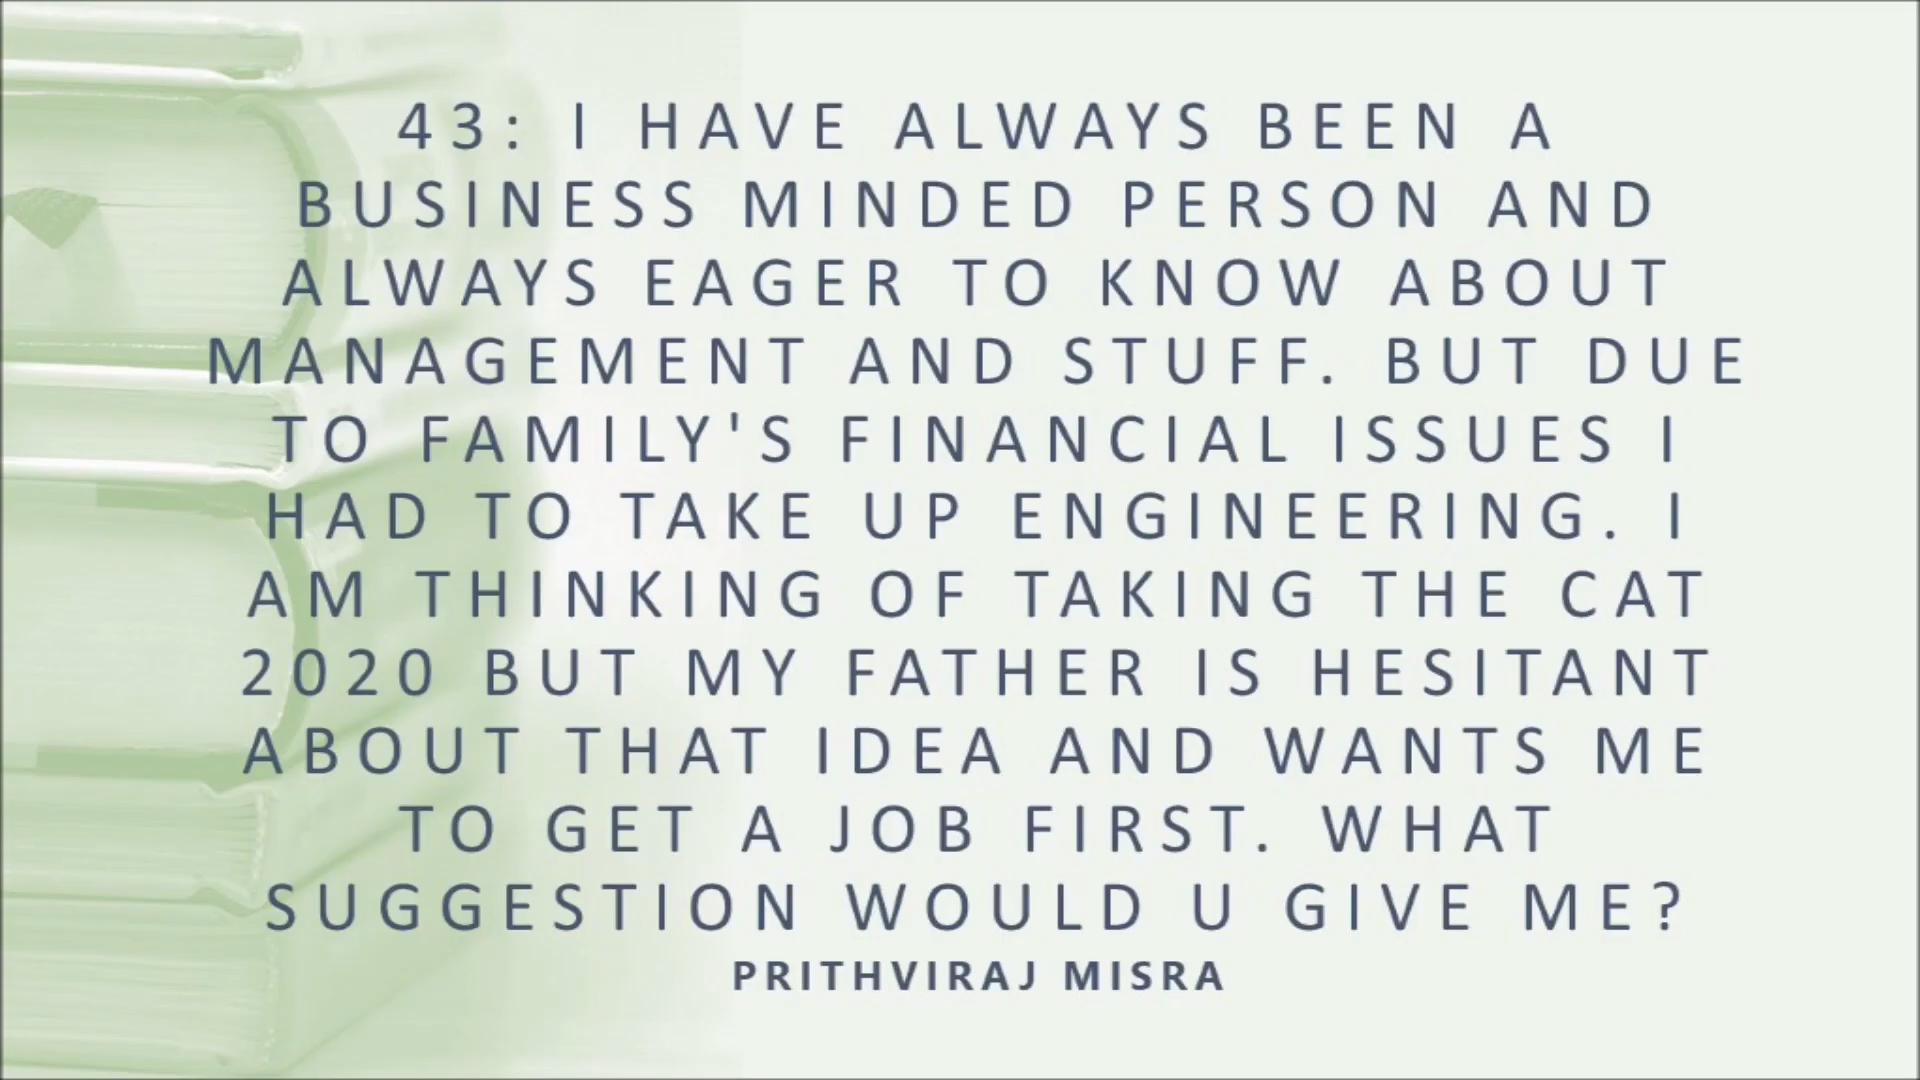 43: I HAVE ALWAYS BEEN A
BUSINESS MINDED PERSON AND
ALWAYS EAGER TO KNOW ABOUT
MANAGEMENT AND STUFF. BUT DUE
TO FAMILY'S FINANCIAL ISSUES I
HAD TO TAKE UP ENGINEERING. I
AM THINKING OF TAKING THE CAT
2020 BUT MY FATHER IS HESITANT
ABOUT THAT IDEA AND WANTS ME
TO GET A JOB FIRST. WHAT
SUGGESTION WOULD U GIVE ME?
PRITHVIRAJ MISRA